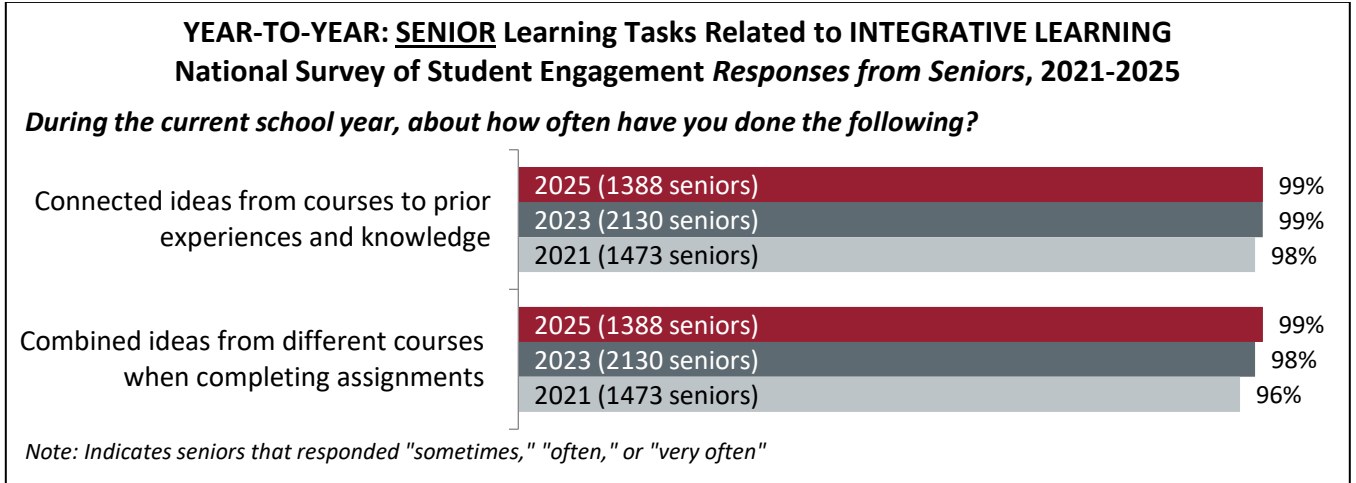 YEAR-TO-YEAR: SENIOR Learning Tasks Related to INTEGRATIVE LEARNING
National Survey of Student Engagement Responses from Seniors, 2021-2025
During the current school year, about how often have you done the following?
Connected ideas from courses to prior
experiences and knowledge
2025 (1388 seniors) 99%
2023 (2130 seniors) 99%
2021 (1473 seniors) 98%
Combined ideas from different courses
when completing assignments
2025 (1388 seniors) 99%
2023 (2130 seniors) 98%
2021 (1473 seniors) 96%
Note: Indicates seniors that responded "sometimes," "often," or "very often"